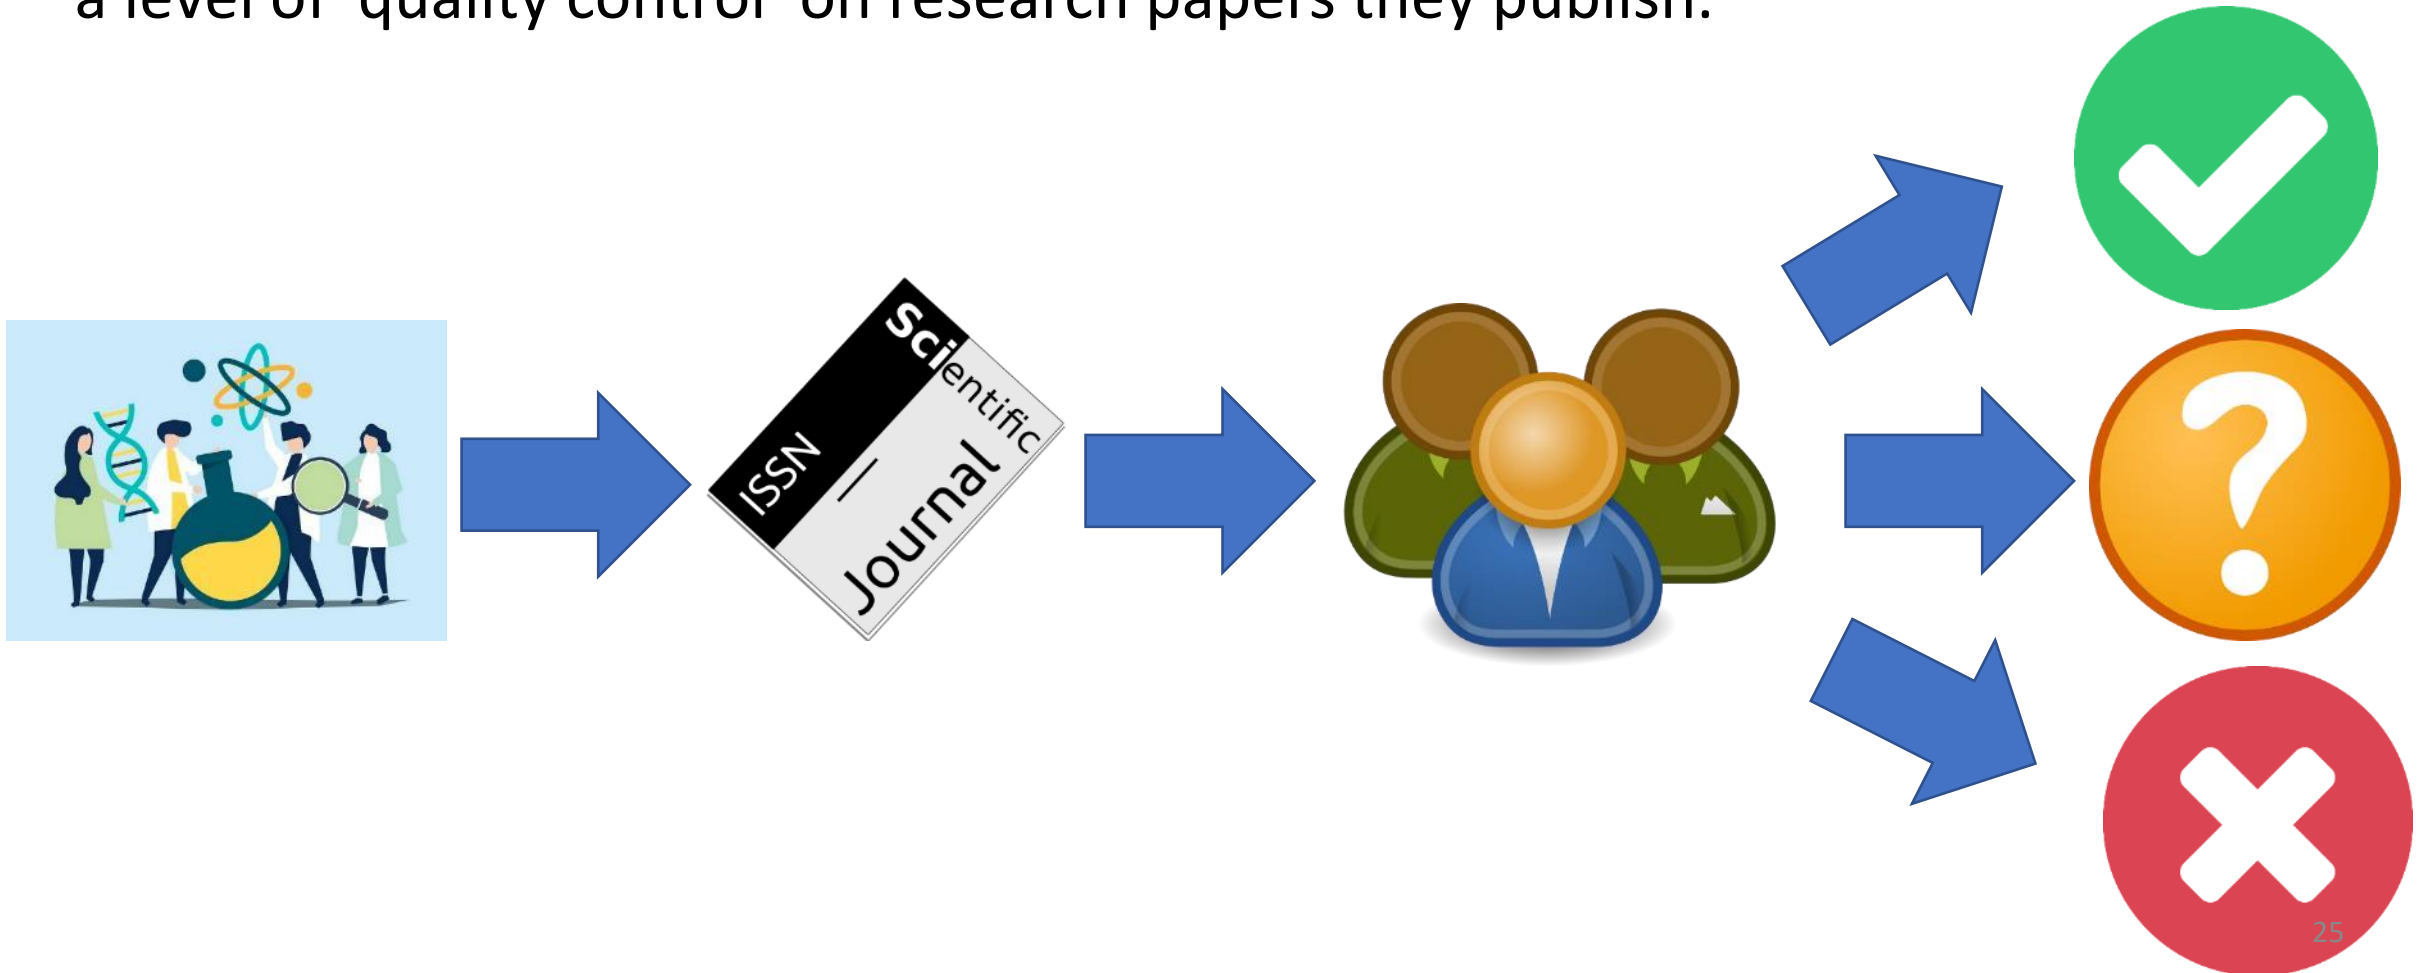 a level of 'quality control' on research papers they publish.
Scientific
ISSN
Journal
25